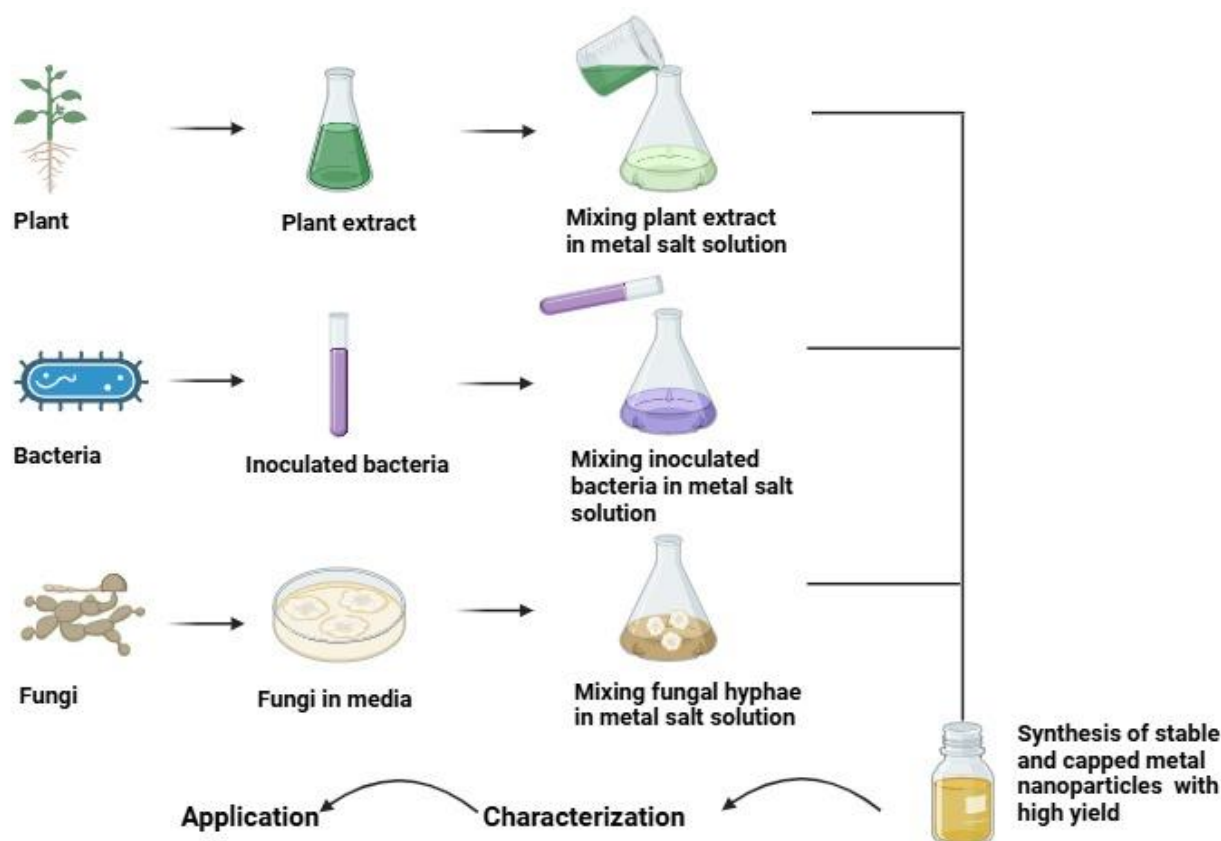 Plant
Plant extract
Mixing plant extract
in metal salt solution
Bacteria
Inoculated bacteria
Mixing inoculated
bacteria in metal salt
solution
Fungi
Fungi in media
Mixing fungal hyphae
in metal salt solution
Synthesis of stable
and capped metal
nanoparticles with
high yield
Application
Characterization